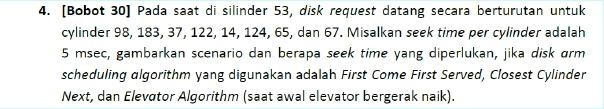 4. [Bobot 30] Pada saat di silinder 53, disk request datang secara berturutan untuk
cylinder 98, 183, 37, 122, 14, 124, 65, dan 67. Misalkan seek time per cylinder adalah
5 msec, gambarkan scenario dan berapa seek time yang diperlukan, jika disk arm
scheduling algorithm yang digunakan adalah First Come First Served, Closest Cylinder
Next, dan Elevator Algorithm (saat awal elevator bergerak naik).